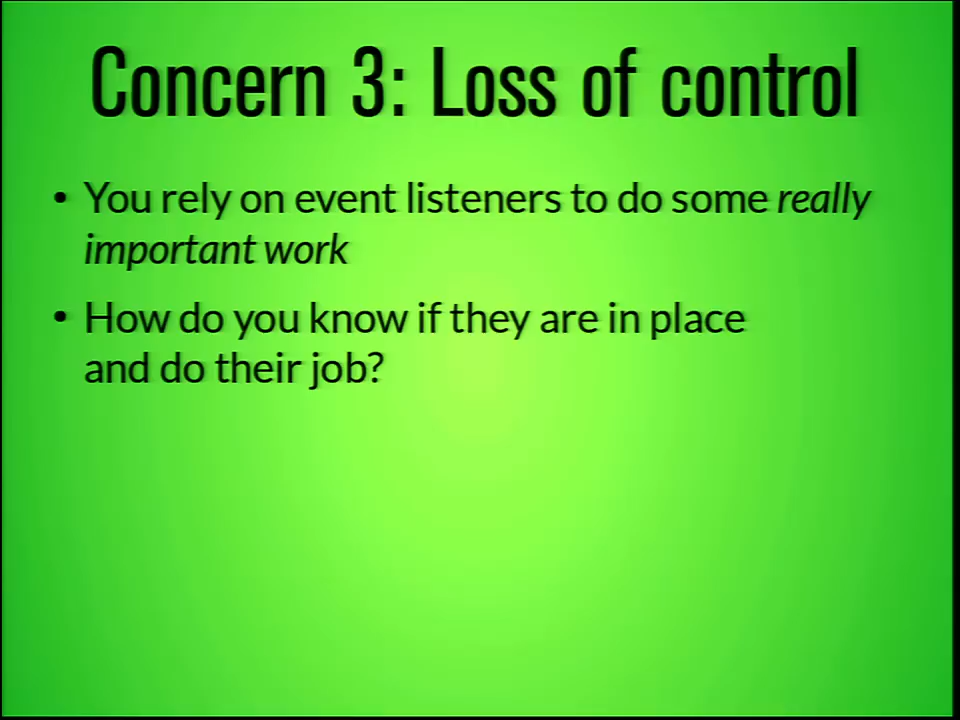 Concern 3: Loss of control
• You rely on event listeners to do some really
important work
• How do you know if they are in place
and do their job?